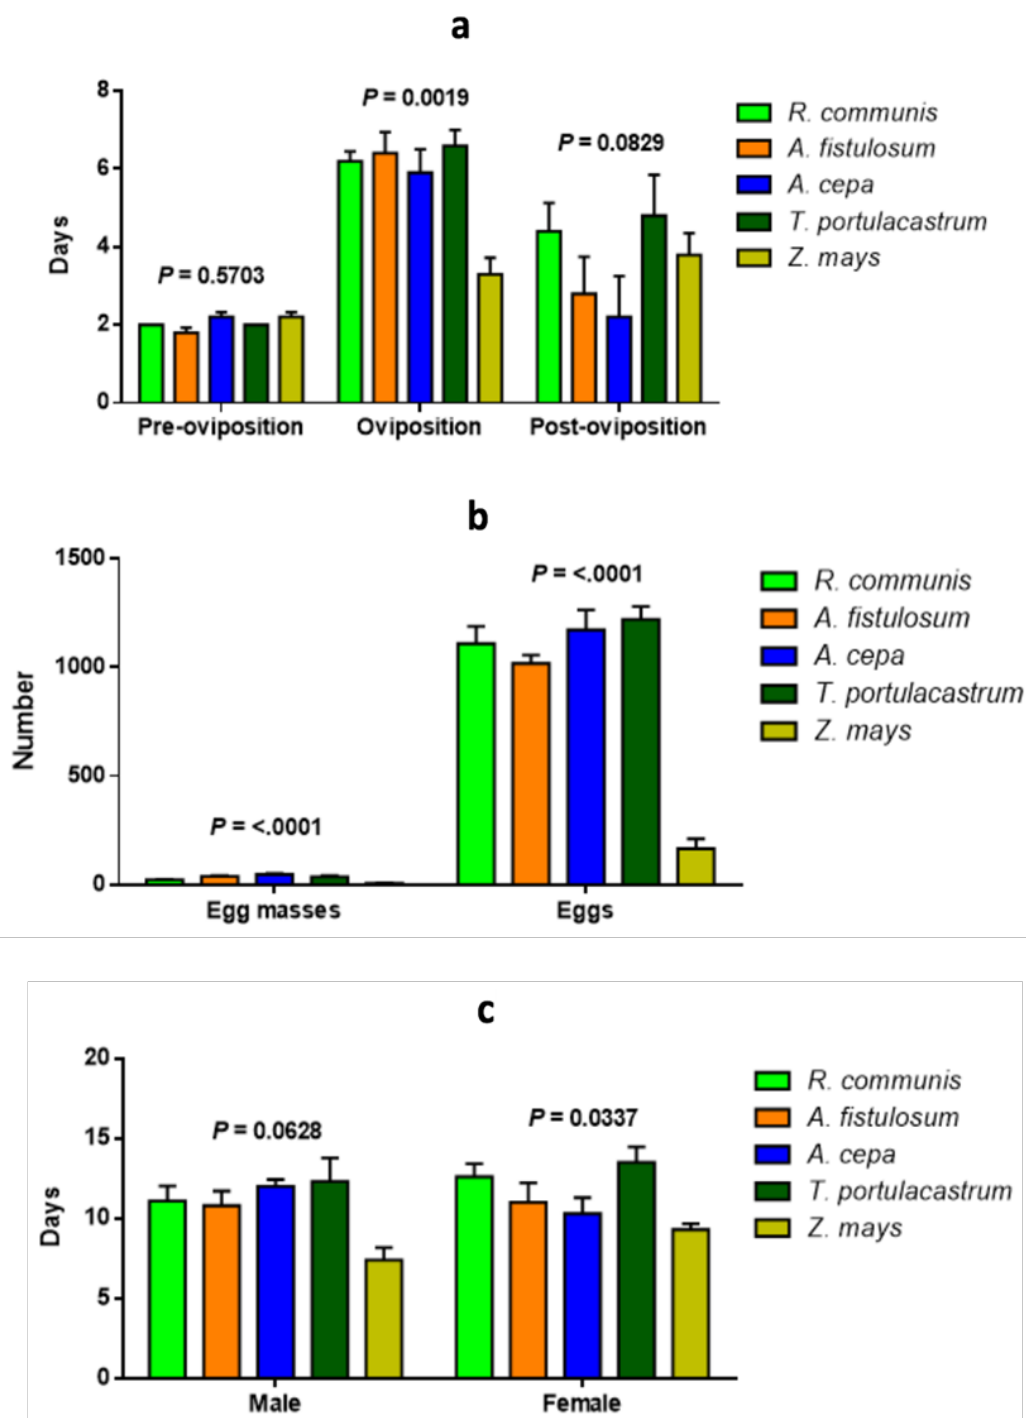 a
8
6
4
2
0
Days
P = 0.5703
P = 0.0019
P = 0.0829
Pre-oviposition
Oviposition
Post-oviposition
R. communis
A. fistulosum
A. cepa
T. portulacastrum
Z. mays
b
1500
1000
500
0
Number
P = <.0001
P = <.0001
Egg masses
Eggs
R. communis
A. fistulosum
A. cepa
T. portulacastrum
Z. mays
c
20
15
10
5
0
Days
P = 0.0628
P = 0.0337
Male
Female
R. communis
A. fistulosum
A. cepa
T. portulacastrum
Z. mays